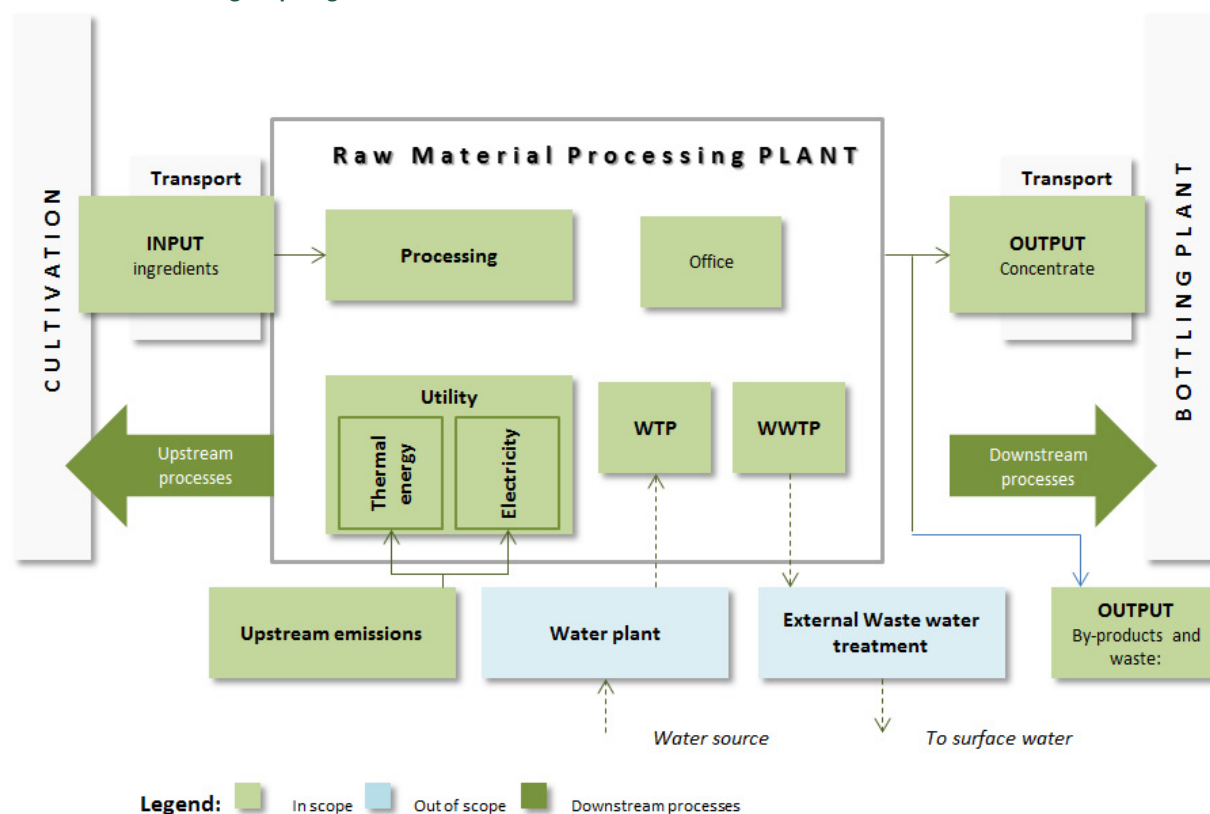 Raw Material Processing PLANT
CULTIVATION
Transport
INPUT
ingredients
Processing
Office
Transport
OUTPUT
Concentrate
BOTTLING PLANT
Utility
Thermal
energy
Electricity
WTP
WWTP
Upstream
processes
Downstream
processes
Upstream emissions
Water plant
External Waste water
treatment
OUTPUT
By-products and
waste:
Water source
To surface water
Legend:
In scope
Out of scope
Downstream processes